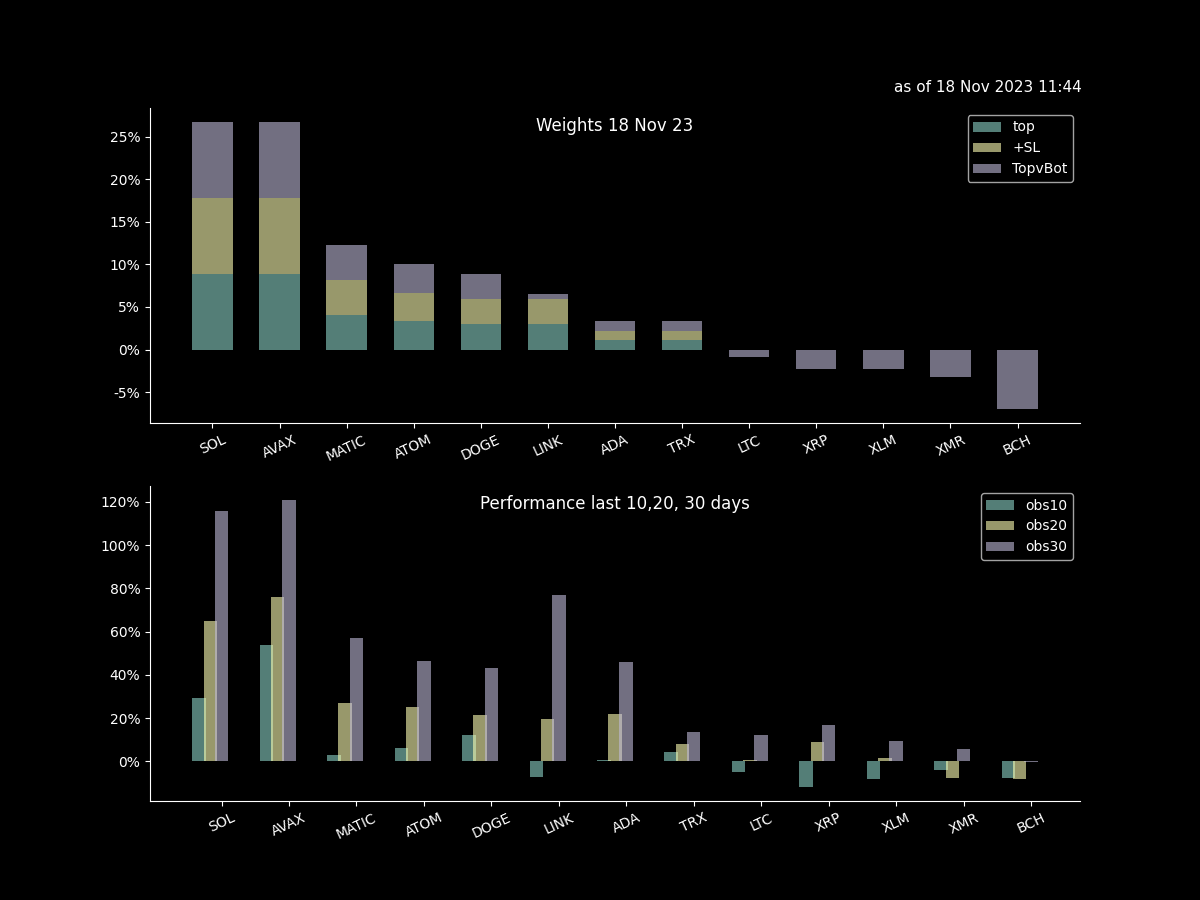 as of 18 Nov 2023 11:44
Weights 18 Nov 23
top
+SL
TopvBot
25%
20%
15%
10%
5%
0%
-5%
SOL AVAX MATIC ATOM DOGE LINK ADA TRX LTC XRP XLM XMR BCH
Performance last 10,20, 30 days
obs10
obs20
obs30
120%
100%
80%
60%
40%
20%
0%
SOL AVAX MATIC ATOM DOGE LINK ADA TRX LTC XRP XLM XMR BCH